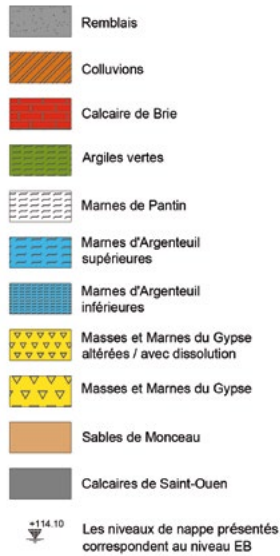 Remblais
Colluvions
Calcaire de Brie
Argiles vertes
Marnes de Pantin
Marnes d'Argenteuil
supérieures
Marnes d'Argenteuil
inférieures
Masses et Marnes du Gypse
altérées / avec dissolution
Masses et Marnes du Gypse
Sables de Monceau
Calcaires de Saint-Ouen
+114.10
Les niveaux de nappe présentés
correspondent au niveau EB